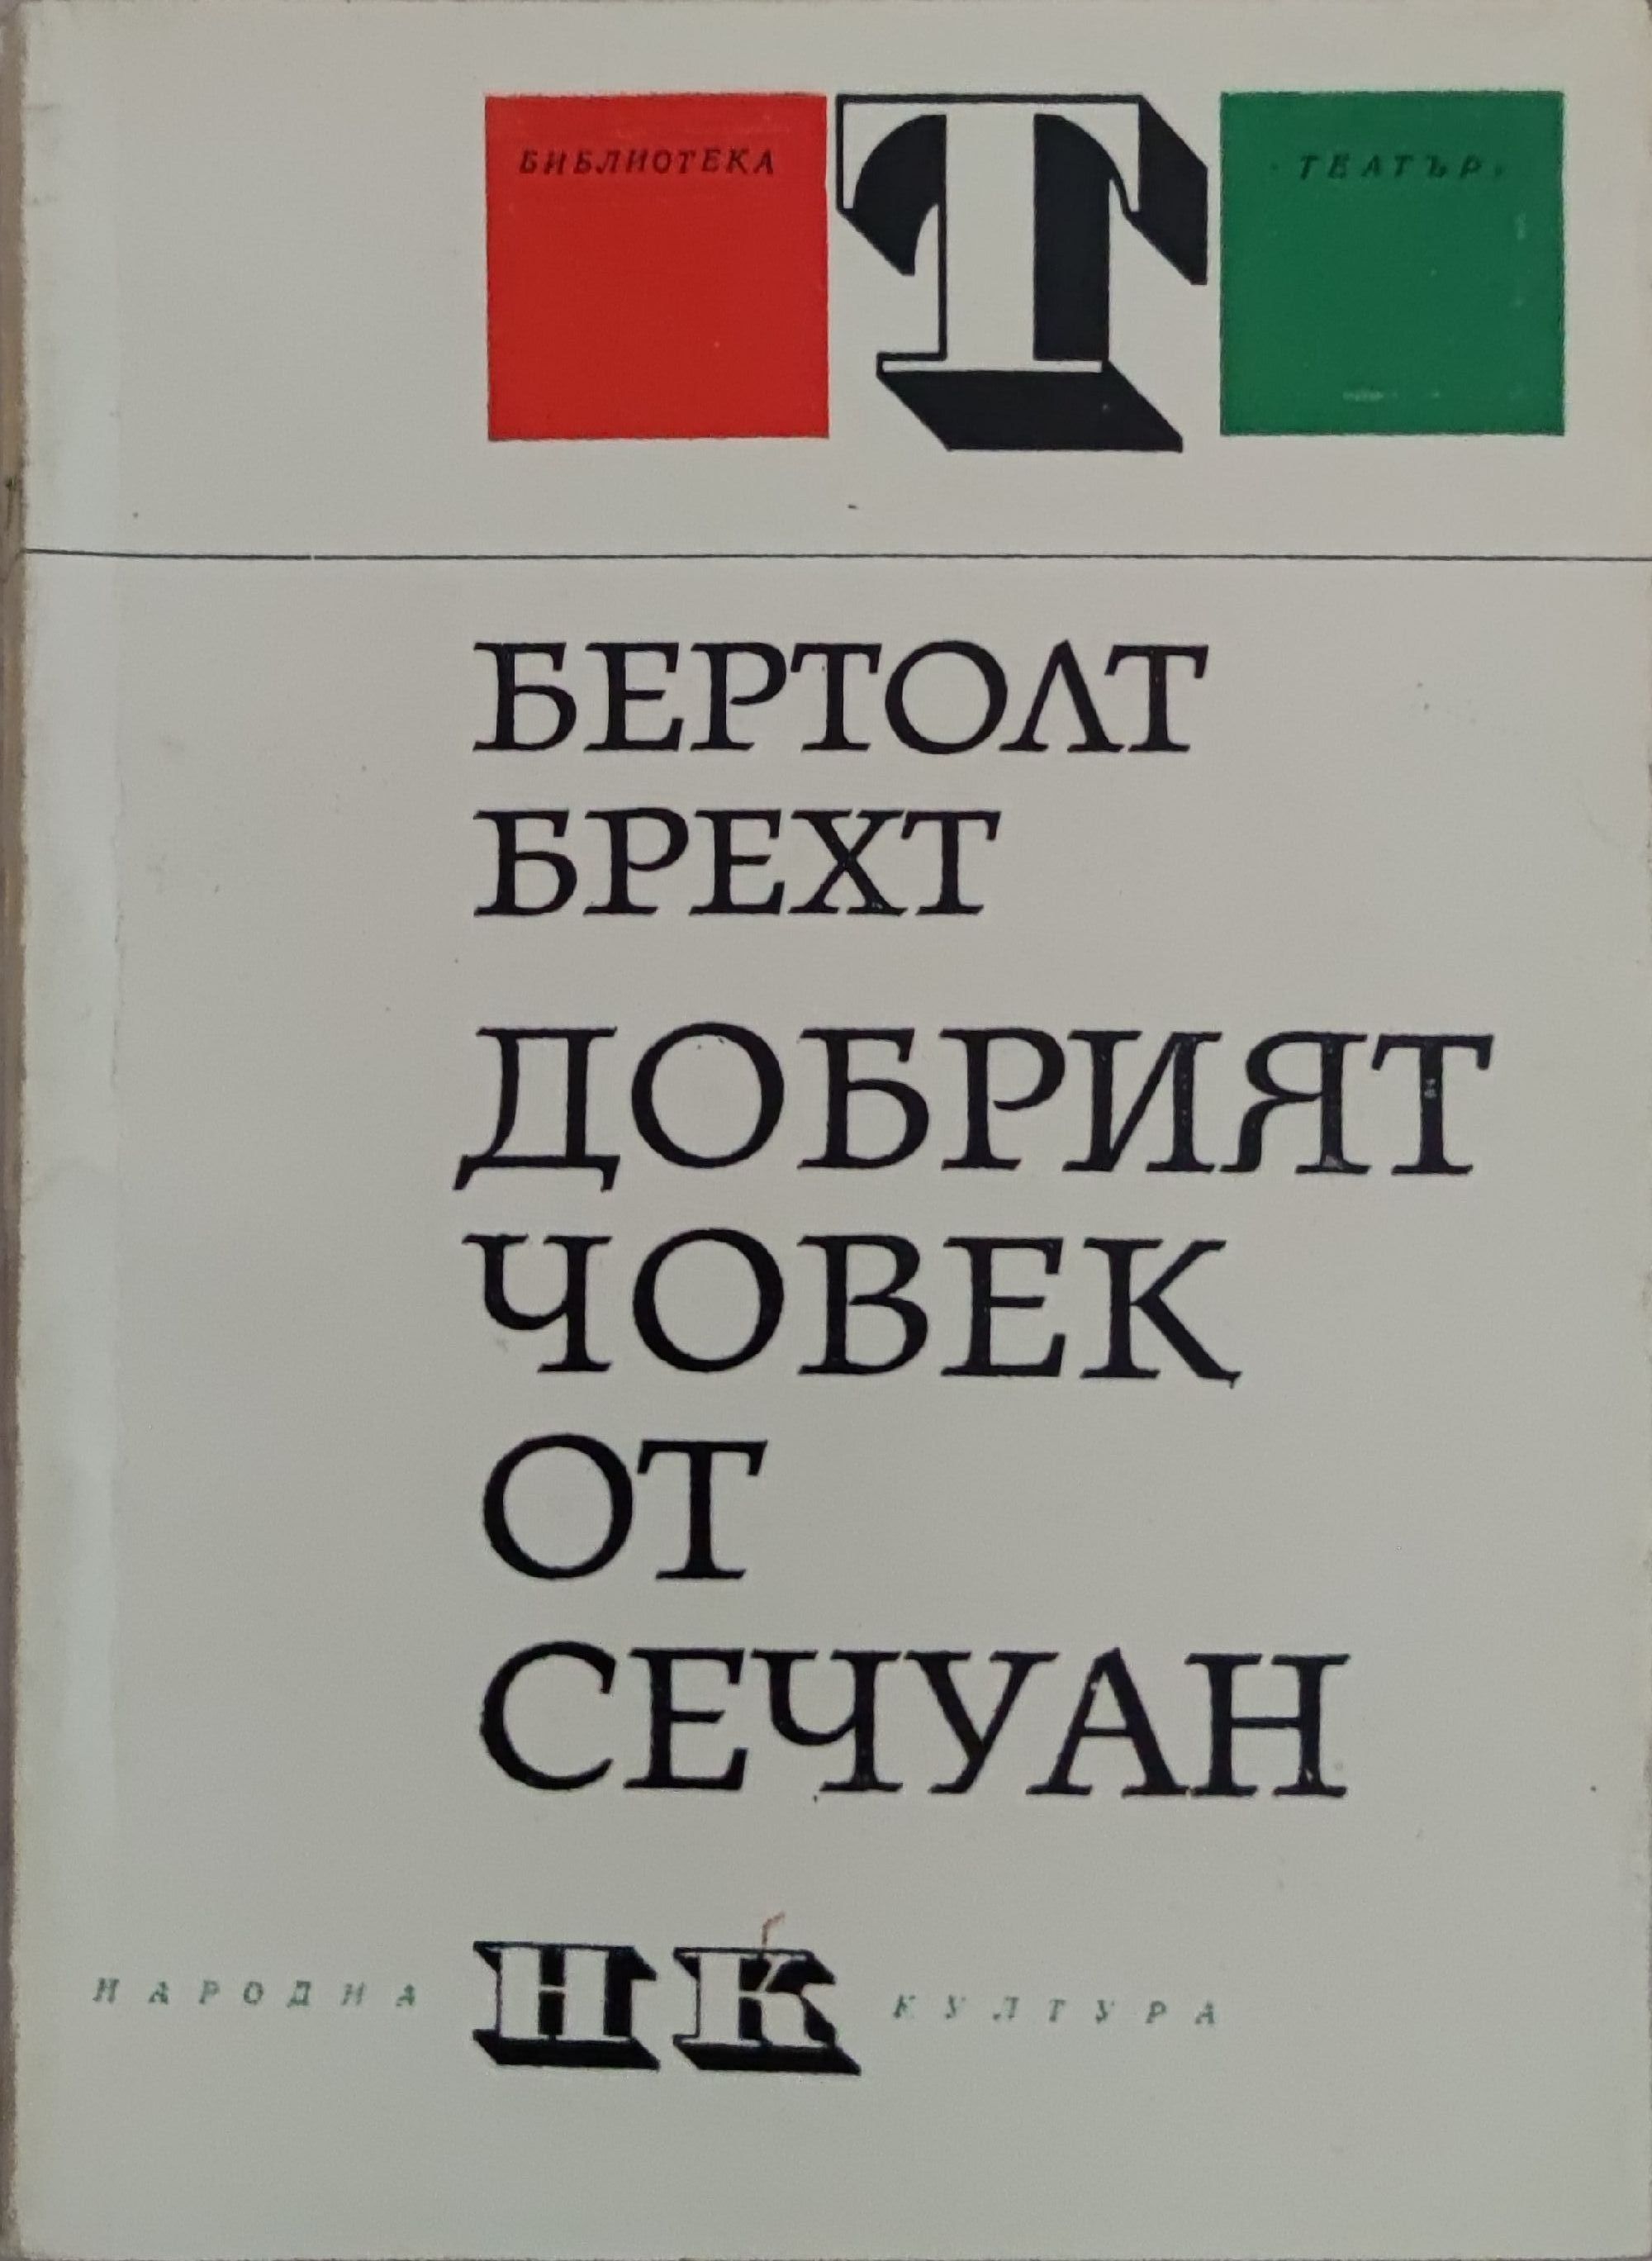 БИБЛИОТЕКА
Т
«ТЕАТЪР»
БЕРТОЛТ
БРЕХТ
ДОБРИЯТ
ЧОВЕК
ОТ
СЕЧУАН
НАРОДНА НК КУЛТУРА